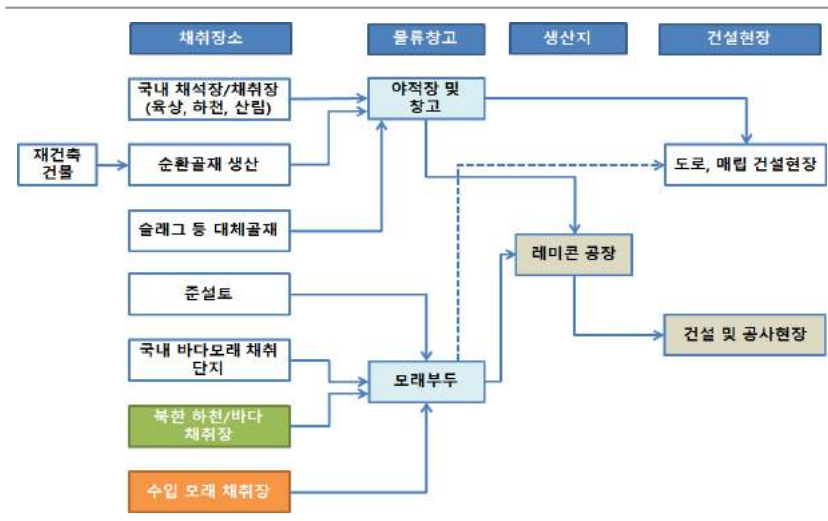 채취장소
물류창고
생산지
건설현장
국내 채석장/채취장
(육상, 하천, 산림)
야적장 및
창고
재건축
건물
순환골재 생산
도로, 매립 건설현장
슬래그 등 대체골재
레미콘 공장
준설토
건설 및 공사현장
국내 바다모래 채취
단지
모래부두
북한 하천/바다
채취장
수입 모래 채취장